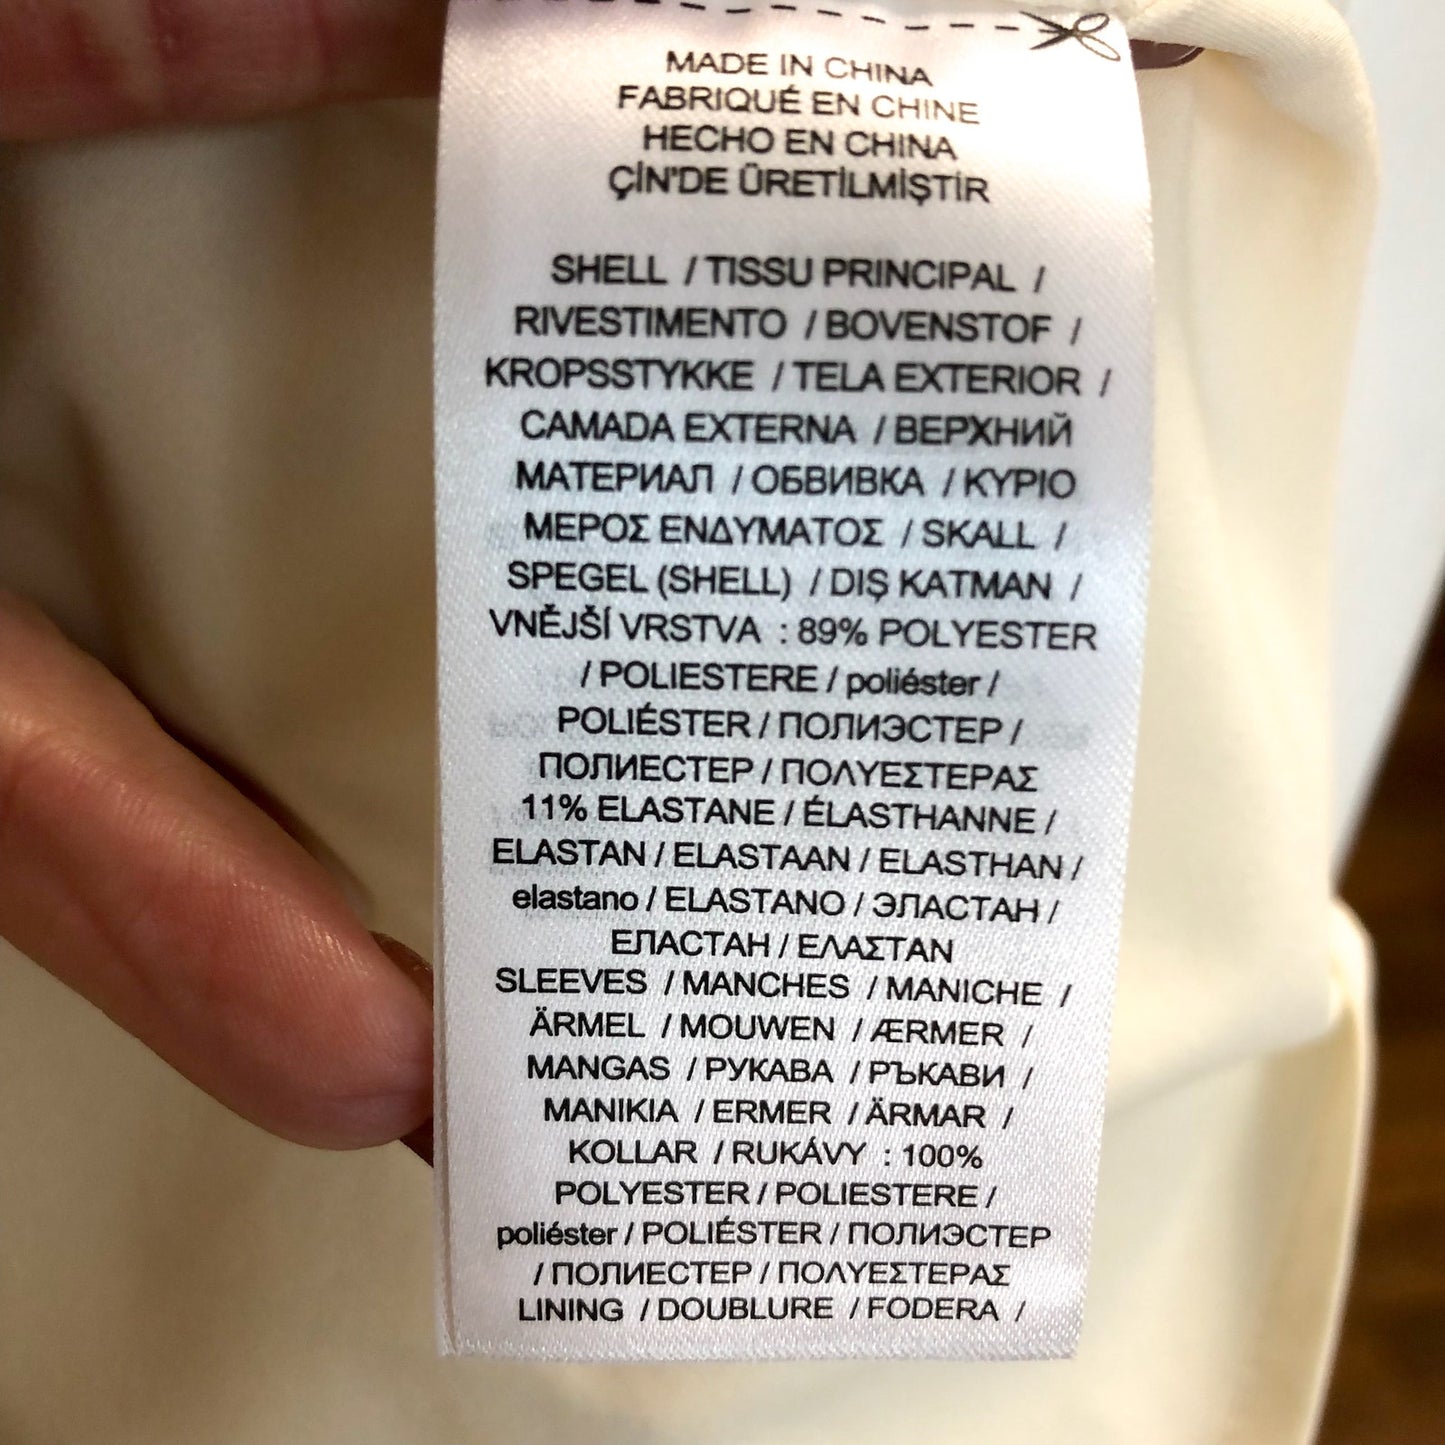 MADE IN CHINA
FABRIQUÉ EN CHINE
HECHO EN CHINA
ÇİN'DE ÜRETİLMİŞTİR
SHELL / TISSU PRINCIPAL /
RIVESTIMENTO / BOVENSTOF /
KROPSSTYKKE / TELA EXTERIOR /
CAMADA EXTERNA / ВЕРХНИЙ
МАТЕРИАЛ / ОБВИВКА / ΚΥΡΙΟ
ΜΕΡΟΣ ΕΝΔΥΜΑΤΟΣ / SKALL /
SPEGEL (SHELL) / DIŞ KATMAN /
VNĚJŠÍ VRSTVA : 89% POLYESTER
/ POLIESTERE / poliéster /
POLIÉSTER / ПОЛИЭСТЕР /
ПОЛИЕСТЕР / ΠΟΛΥΕΣΤΕΡΑΣ
11% ELASTANE / ÉLASTHANNE /
ELASTAN / ELASTAAN / ELASTHAN /
elastano / ELASTANO / ЭЛАСТАН /
ЕЛАСТАН / ΕΛΑΣΤΑΝ
SLEEVES / MANCHES / MANICHE /
ÄRMEL / MOUWEN / ÆRMER /
MANGAS / РУКАВА / РЪКАВИ /
ΜΑΝΙΚΙΑ / ERMER / ÄRMAR /
KOLLAR / RUKÁVY : 100%
POLYESTER / POLIESTERE /
poliéster / POLIÉSTER / ПОЛИЭСТЕР
/ ПОЛИЕСТЕР / ΠΟΛΥΕΣΤΕΡΑΣ
LINING / DOUBLURE / FODERA /